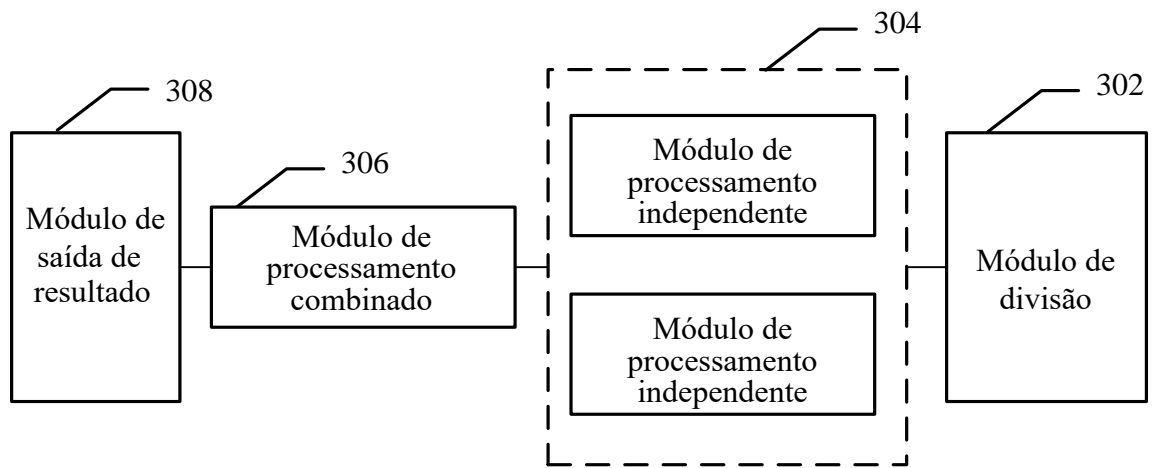 304
302
308
306
Módulo de
saída de
resultado
Módulo de
processamento
combinado
Módulo de
processamento
independente
Módulo de
processamento
independente
Módulo de
divisão